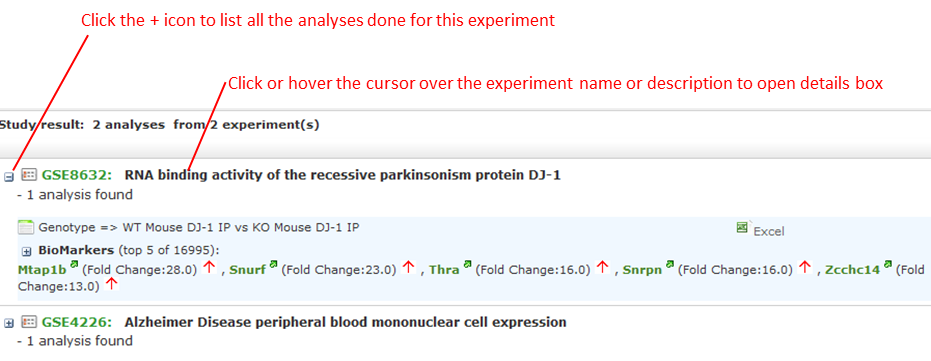 Click the + icon to list all the analyses done for this experiment
Click or hover the cursor over the experiment name or description to open details box
Study result: 2 analyses from 2 experiment(s)
GSE8632: RNA binding activity of the recessive parkinsonism protein DJ-1
- 1 analysis found
Genotype => WT Mouse DJ-1 IP vs KO Mouse DJ-1 IP Excel
BioMarkers (top 5 of 16995):
Mtap1b (Fold Change:28.0) ↑ , Snurf (Fold Change:23.0) ↑ , Thra (Fold Change:16.0) ↑ , Snrpn (Fold Change:16.0) ↑ , Zcchc14 (Fold
Change:13.0) ↑
GSE4226: Alzheimer Disease peripheral blood mononuclear cell expression
- 1 analysis found